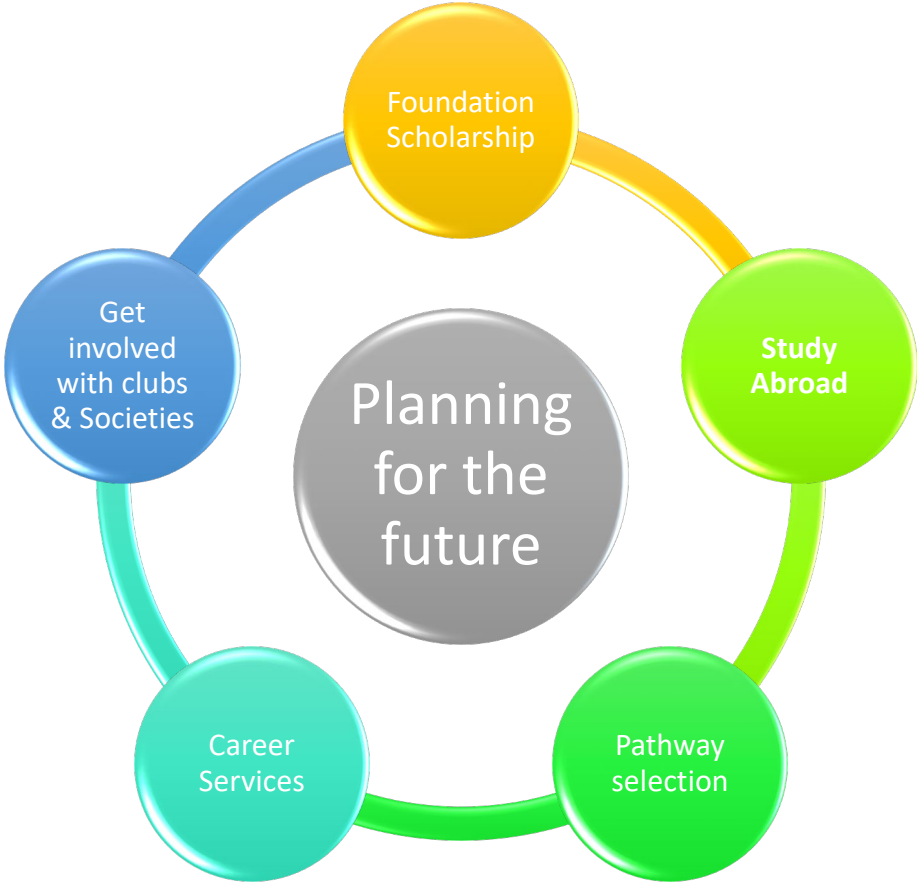 Foundation
Scholarship
Study
Abroad
Pathway
selection
Career
Services
Get
involved
with clubs
& Societies
Planning
for the
future